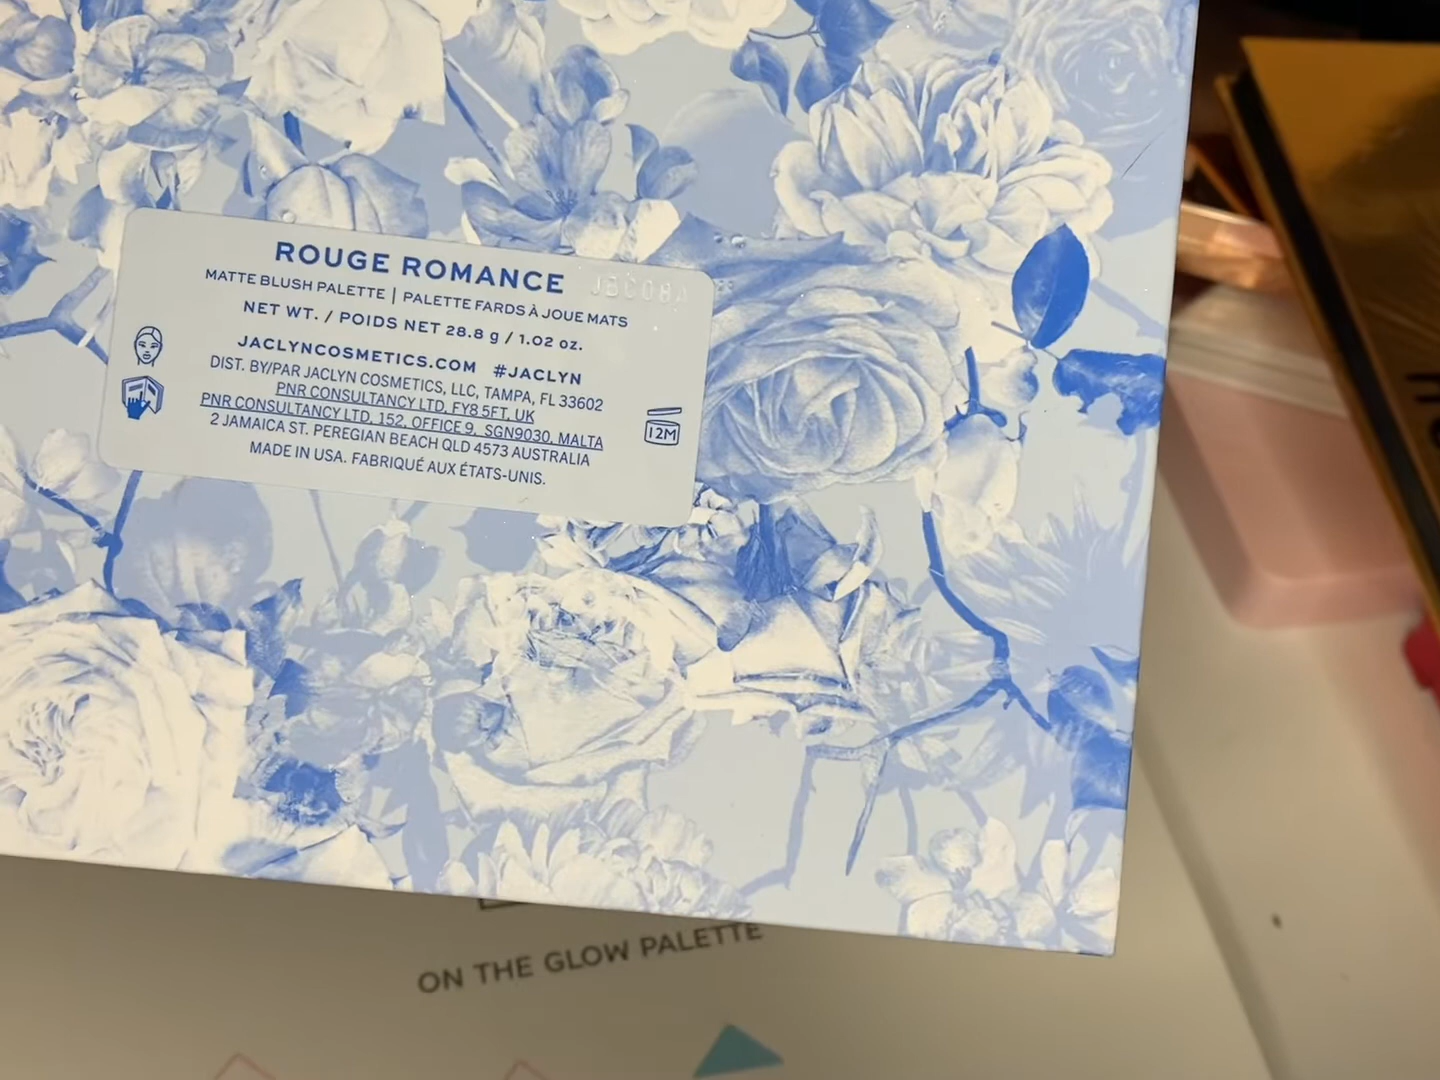 ROUGE ROMANCE
JBC08A
MATTE BLUSH PALETTE | PALETTE FARDS À JOUE MATS
NET WT. / POIDS NET 28.8 g / 1.02 oz.
JACLYNCOSMETICS.COM #JACLYN
DIST. BY/PAR JACLYN COSMETICS, LLC, TAMPA, FL 33602
PNR CONSULTANCY LTD, FY8 5FT, UK
PNR CONSULTANCY LTD, 152, OFFICE 9, SGN9030, MALTA
2 JAMAICA ST. PEREGIAN BEACH QLD 4573 AUSTRALIA
MADE IN USA. FABRIQUÉ AUX ÉTATS-UNIS.
12M
ON THE GLOW PALETTE